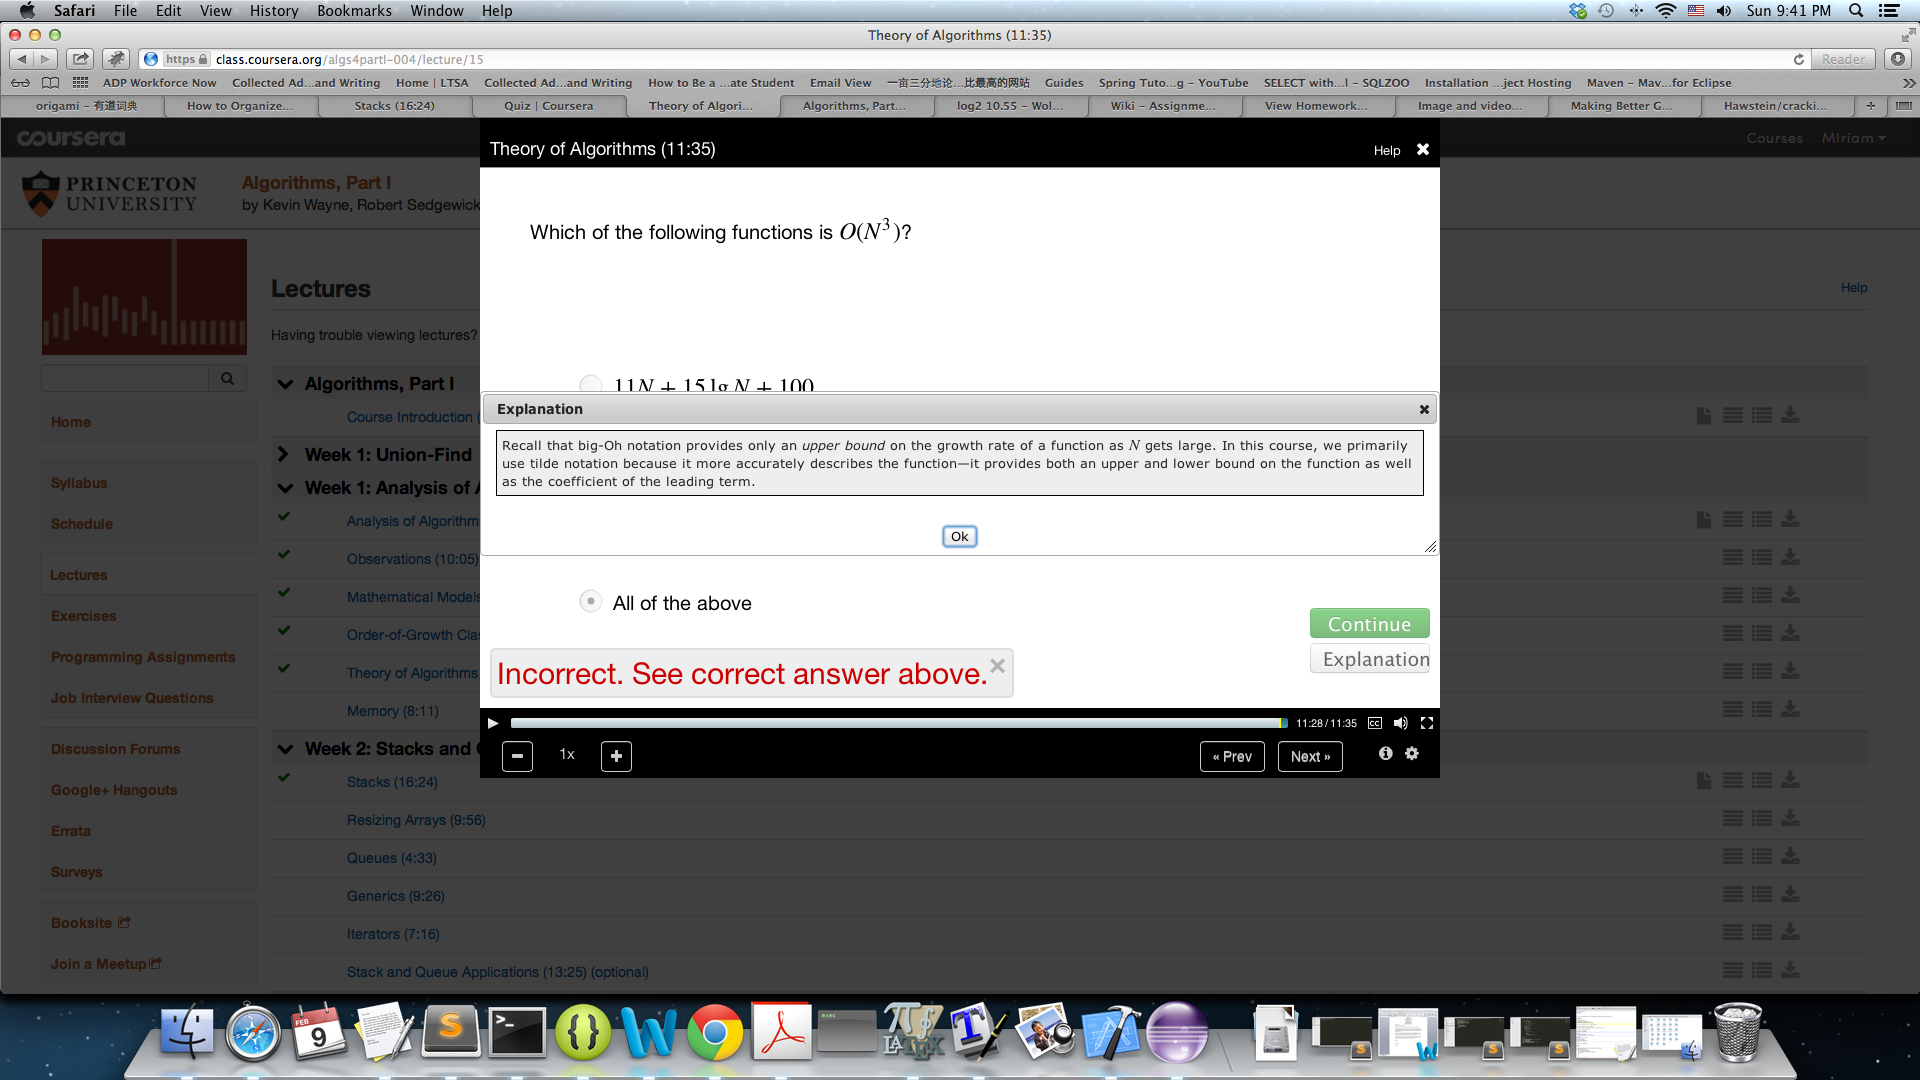 Safari File Edit View History Bookmarks Window Help Sun 9:41 PM
Theory of Algorithms (11:35)
https class.coursera.org/algs4partI-004/lecture/15 Reader
ADP Workforce Now Collected Ad...and Writing Home | LTSA Collected Ad...and Writing How to Be a ...ate Student Email View 一亩三分地论...比最高的网站 Guides Spring Tuto...g – YouTube SELECT with...l – SQLZOO Installation ...ject Hosting Maven – Mav...for Eclipse
origami – 有道词典 How to Organize... Stacks (16:24) Quiz | Coursera Theory of Algori... Algorithms, Part... log2 10.55 – Wol... Wiki – Assignme... View Homework... Image and video... Making Better G... Hawstein/cracki...
coursera Courses MIriam
Theory of Algorithms (11:35) Help
PRINCETON UNIVERSITY
Algorithms, Part I
by Kevin Wayne, Robert Sedgewick
Which of the following functions is O(N³)?
Lectures Help
Having trouble viewing lectures?
Algorithms, Part I
11N + 15 lg N + 100
Explanation
Recall that big-Oh notation provides only an upper bound on the growth rate of a function as N gets large. In this course, we primarily
use tilde notation because it more accurately describes the function—it provides both an upper and lower bound on the function as well
as the coefficient of the leading term.
Ok
All of the above
Continue
Explanation
Incorrect. See correct answer above.
11:28/11:35 CC
1x « Prev Next »
Home
Syllabus
Schedule
Lectures
Exercises
Programming Assignments
Job Interview Questions
Discussion Forums
Google+ Hangouts
Errata
Surveys
Booksite
Join a Meetup
Course Introduction (
Week 1: Union-Find
Week 1: Analysis of A
Analysis of Algorithm
Observations (10:05)
Mathematical Models
Order-of-Growth Cla
Theory of Algorithms
Memory (8:11)
Week 2: Stacks and
Stacks (16:24)
Resizing Arrays (9:56)
Queues (4:33)
Generics (9:26)
Iterators (7:16)
Stack and Queue Applications (13:25) (optional)
FEB
9
exec
LATEX